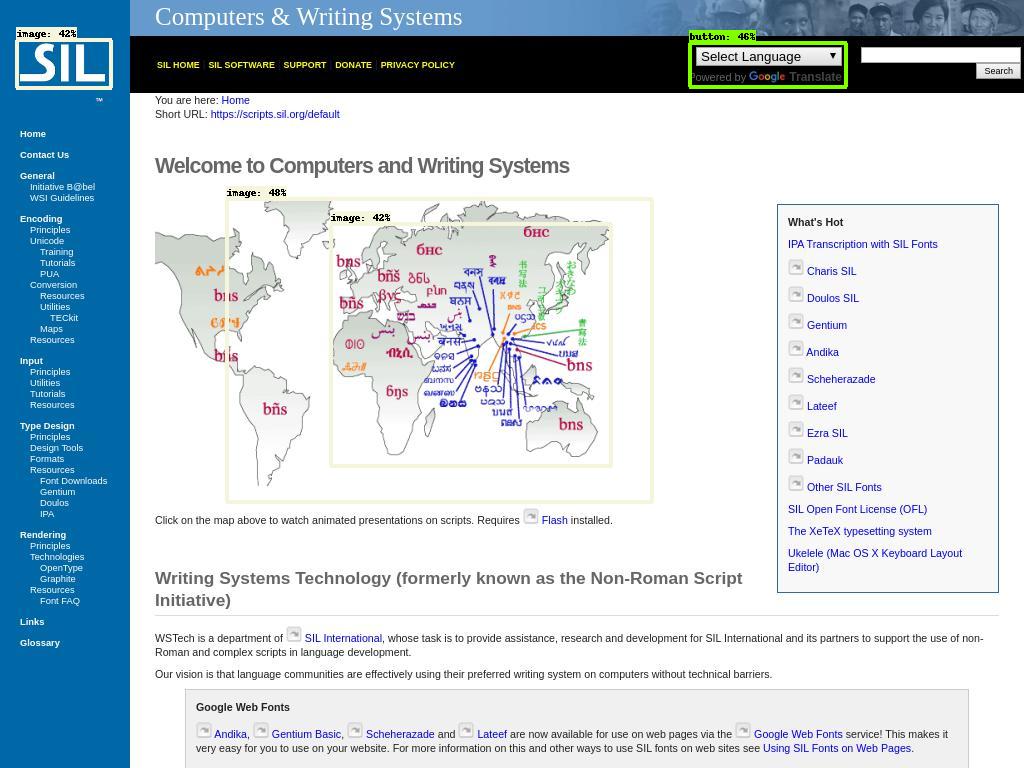 image: 42%
SIL
™
Computers & Writing Systems
SIL HOME | SIL SOFTWARE | SUPPORT | DONATE | PRIVACY POLICY
button: 46%
Select Language
Powered by Google Translate
Search
You are here: Home
Short URL: https://scripts.sil.org/default
Home
Contact Us
General
Initiative B@bel
WSI Guidelines
Encoding
Principles
Unicode
Training
Tutorials
PUA
Conversion
Resources
Utilities
TECkit
Maps
Resources
Input
Principles
Utilities
Tutorials
Resources
Type Design
Principles
Design Tools
Formats
Resources
Font Downloads
Gentium
Doulos
IPA
Rendering
Principles
Technologies
OpenType
Graphite
Resources
Font FAQ
Links
Glossary
Welcome to Computers and Writing Systems
image: 48%
image: 42%
бнс
бнс
bns
bñš
bns
bñs
βγς
bñs
bñs
bns
bns
bŋs
Click on the map above to watch animated presentations on scripts. Requires Flash installed.
What's Hot
IPA Transcription with SIL Fonts
Charis SIL
Doulos SIL
Gentium
Andika
Scheherazade
Lateef
Ezra SIL
Padauk
Other SIL Fonts
SIL Open Font License (OFL)
The XeTeX typesetting system
Ukelele (Mac OS X Keyboard Layout
Editor)
Writing Systems Technology (formerly known as the Non-Roman Script
Initiative)
WSTech is a department of SIL International, whose task is to provide assistance, research and development for SIL International and its partners to support the use of non-
Roman and complex scripts in language development.
Our vision is that language communities are effectively using their preferred writing system on computers without technical barriers.
Google Web Fonts
Andika, Gentium Basic, Scheherazade and Lateef are now available for use on web pages via the Google Web Fonts service! This makes it
very easy for you to use on your website. For more information on this and other ways to use SIL fonts on web sites see Using SIL Fonts on Web Pages.